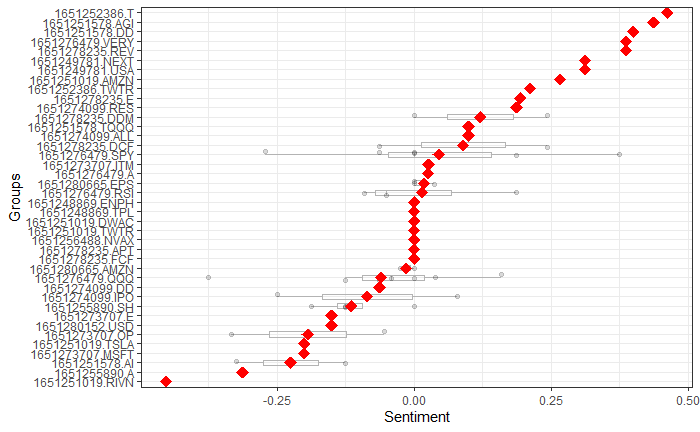 1651252386.T
1651251578.AGI
1651251578.DD
1651276479.VERY
1651278235.REV
1651249781.NEXT
1651249781.USA
1651251019.AMZN
1651252386.TWTR
1651278235.E
1651274099.RES
1651278235.DDM
1651251578.TQQQ
1651274099.ALL
1651278235.DCF
1651276479.SPY
1651273707.ITM
1651276479.A
1651280665.EPS
1651276479.RSI
1651248869.ENPH
1651248869.TPL
1651251019.DWAC
1651251019.TWTR
1651256488.NVAX
1651278235.APT
1651278235.FCF
1651280665.AMZN
1651276479.QQQ
1651274099.DD
1651274099.IPO
1651255890.SH
1651273707.E
1651280152.USD
1651273707.OP
1651251019.TSLA
1651273707.MSFT
1651251578.AI
1651255890.A
1651251019.RIVN
Groups
-0.25 0.00 0.25 0.50
Sentiment